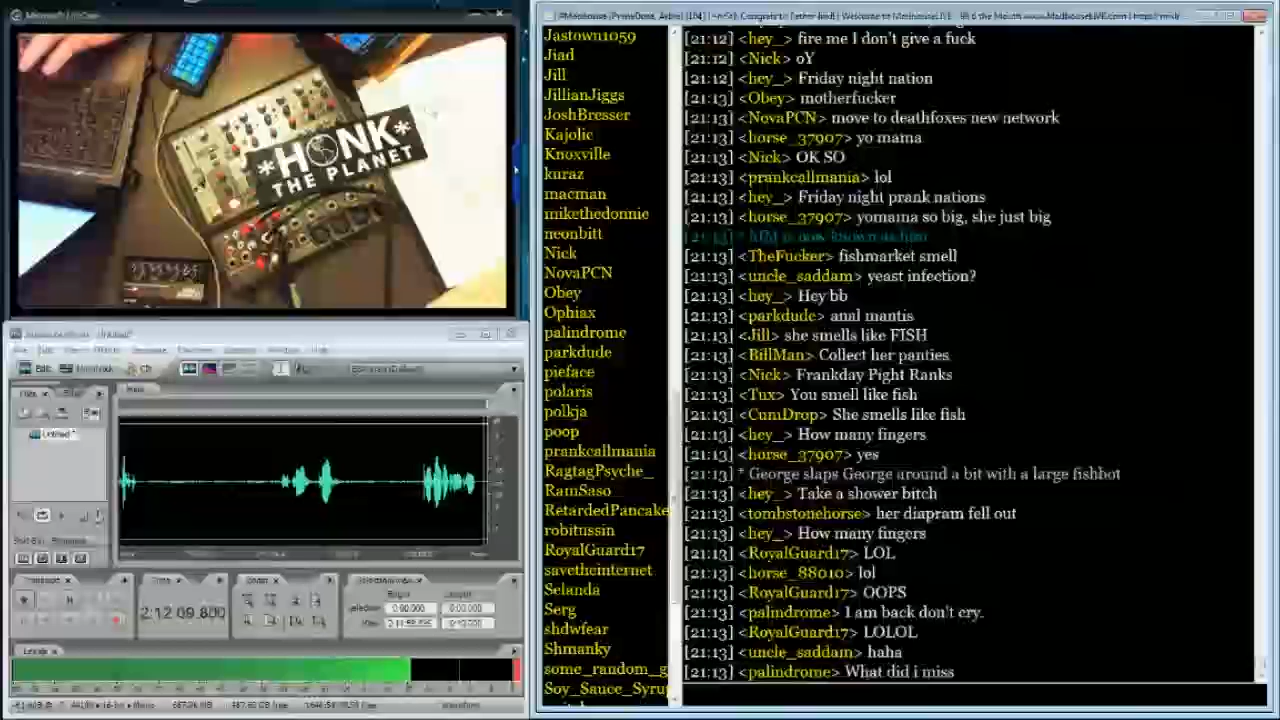 *HONK*
THE PLANET
Untitled *
2:12:09.800
Jastown1059
Jiad
Jill
JillianJiggs
JoshBresser
Kajolic
Knoxville
kuraz
macman
mikethedonnie
neonbitt
Nick
NovaPCN
Obey
Ophiax
palindrome
parkdude
pieface
polaris
polkja
poop
prankcallmania
RagtagPsyche_
RamSaso
RetardedPancake
robitussin
RoyalGuard17
savetheinternet
Selanda
Serg
shdwfear
Shmanky
some_random_g
Soy_Sauce_Syru
[21:12] <hey_> fire me I don't give a fuck
[21:12] <Nick> oY
[21:12] <hey_> Friday night nation
[21:13] <Obey> motherfucker
[21:13] <NovaPCN> move to deathfoxes new network
[21:13] <horse_37907> yo mama
[21:13] <Nick> OK SO
[21:13] <prankcallmania> lol
[21:13] <hey_> Friday night prank nations
[21:13] <horse_37907> yomama so big, she just big
[21:13] <TheFucker> fishmarket smell
[21:13] <uncle_saddam> yeast infection?
[21:13] <hey_> Hey bb
[21:13] <parkdude> anal mantis
[21:13] <Jill> she smells like FISH
[21:13] <BillMan> Collect her panties
[21:13] <Nick> Frankday Pight Ranks
[21:13] <Tux> You smell like fish
[21:13] <CumDrop> She smells like fish
[21:13] <hey_> How many fingers
[21:13] <horse_37907> yes
[21:13] * George slaps George around a bit with a large fishbot
[21:13] <hey_> Take a shower bitch
[21:13] <tombstonehorse> her diapram fell out
[21:13] <hey_> How many fingers
[21:13] <RoyalGuard17> LOL
[21:13] <horse_88010> lol
[21:13] <RoyalGuard17> OOPS
[21:13] <palindrome> I am back don't cry.
[21:13] <RoyalGuard17> LOLOL
[21:13] <uncle_saddam> haha
[21:13] <palindrome> What did i miss